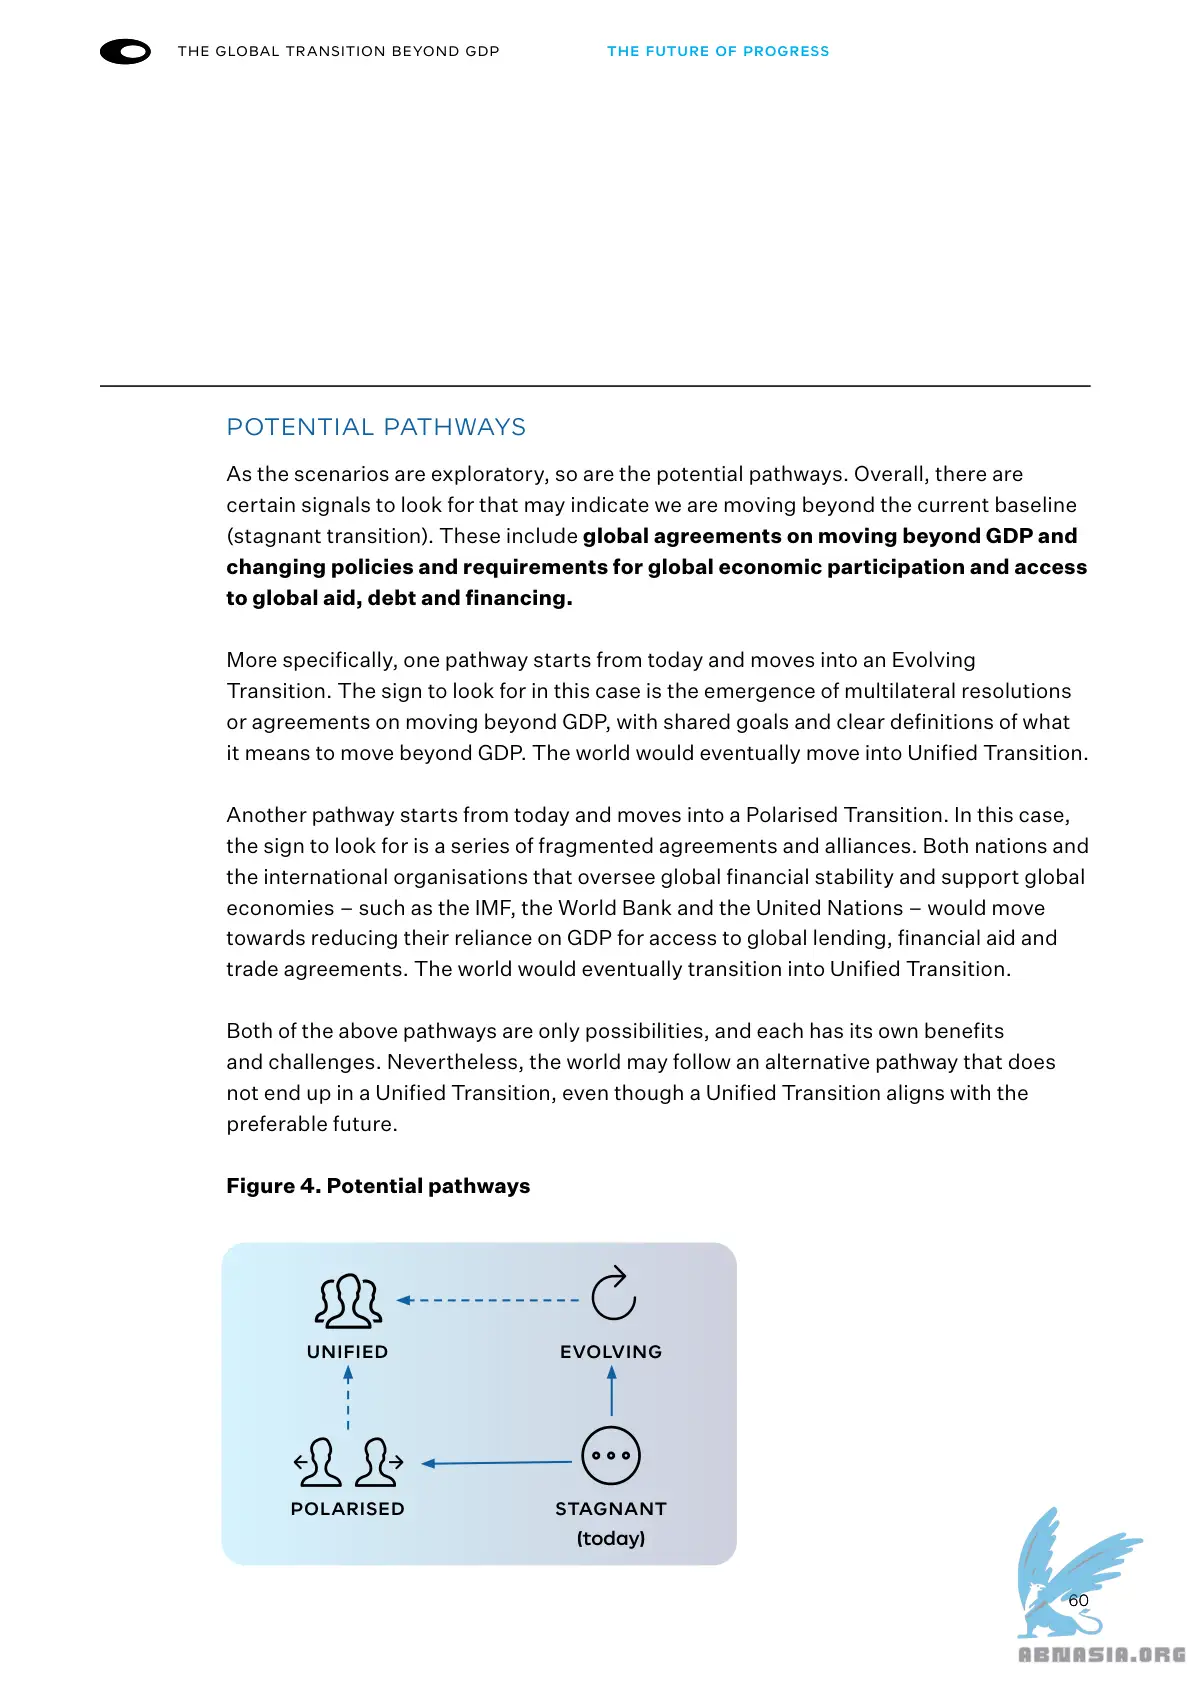 THE GLOBAL TRANSITION BEYOND GDP
THE FUTURE OF PROGRESS
POTENTIAL PATHWAYS
As the scenarios are exploratory, so are the potential pathways. Overall, there are
certain signals to look for that may indicate we are moving beyond the current baseline
(stagnant transition). These include global agreements on moving beyond GDP and
changing policies and requirements for global economic participation and access
to global aid, debt and financing.
More specifically, one pathway starts from today and moves into an Evolving
Transition. The sign to look for in this case is the emergence of multilateral resolutions
or agreements on moving beyond GDP, with shared goals and clear definitions of what
it means to move beyond GDP. The world would eventually move into Unified Transition.
Another pathway starts from today and moves into a Polarised Transition. In this case,
the sign to look for is a series of fragmented agreements and alliances. Both nations and
the international organisations that oversee global financial stability and support global
economies – such as the IMF, the World Bank and the United Nations – would move
towards reducing their reliance on GDP for access to global lending, financial aid and
trade agreements. The world would eventually transition into Unified Transition.
Both of the above pathways are only possibilities, and each has its own benefits
and challenges. Nevertheless, the world may follow an alternative pathway that does
not end up in a Unified Transition, even though a Unified Transition aligns with the
preferable future.
Figure 4. Potential pathways
UNIFIED
EVOLVING
POLARISED
STAGNANT
(today)
60
ABNASIA.ORG